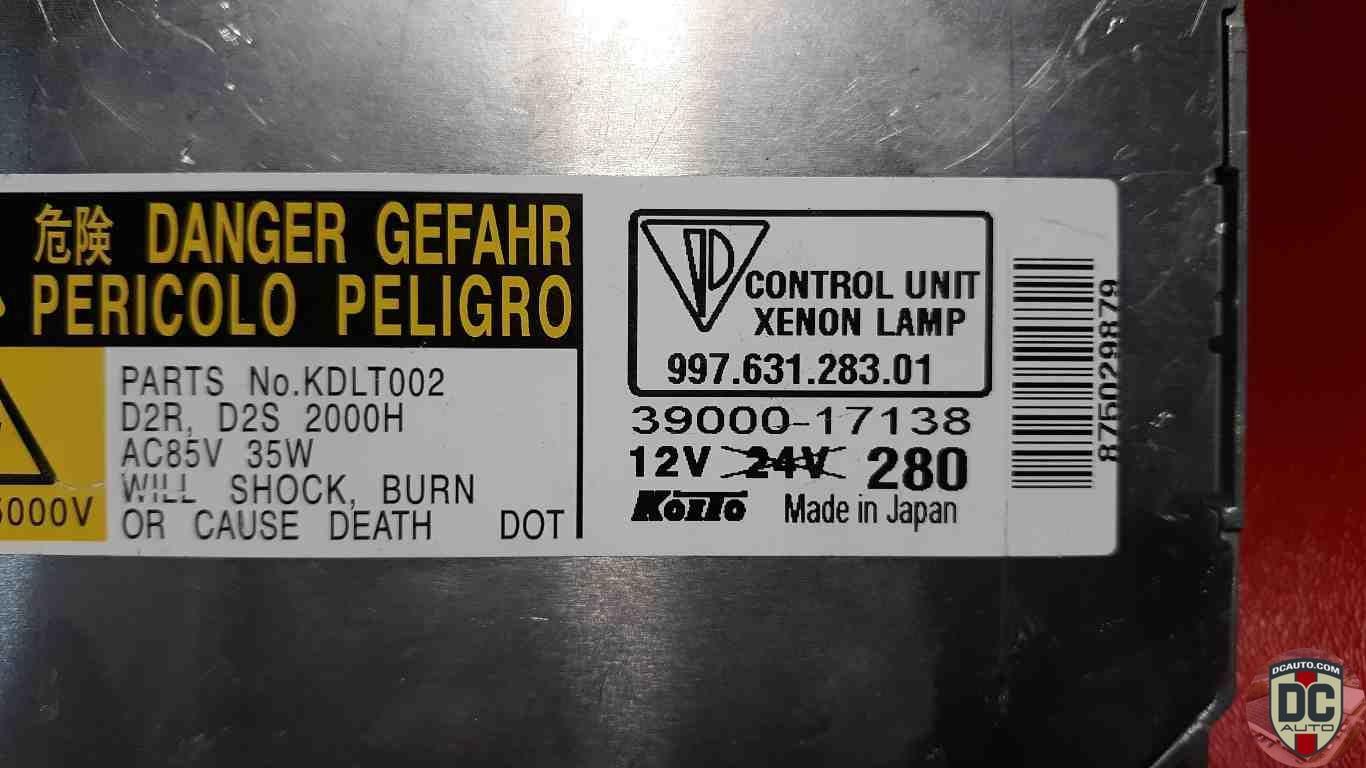 危険 DANGER GEFAHR
PERICOLO PELIGRO
PARTS No.KDLT002
D2R, D2S 2000H
AC85V 35W
WILL SHOCK, BURN
OR CAUSE DEATH DOT
5000V
CONTROL UNIT
XENON LAMP
997.631.283.01
39000-17138
12V 24V 280
KOITO Made in Japan
875029879
DCAUTO.COM
DC
AUTO